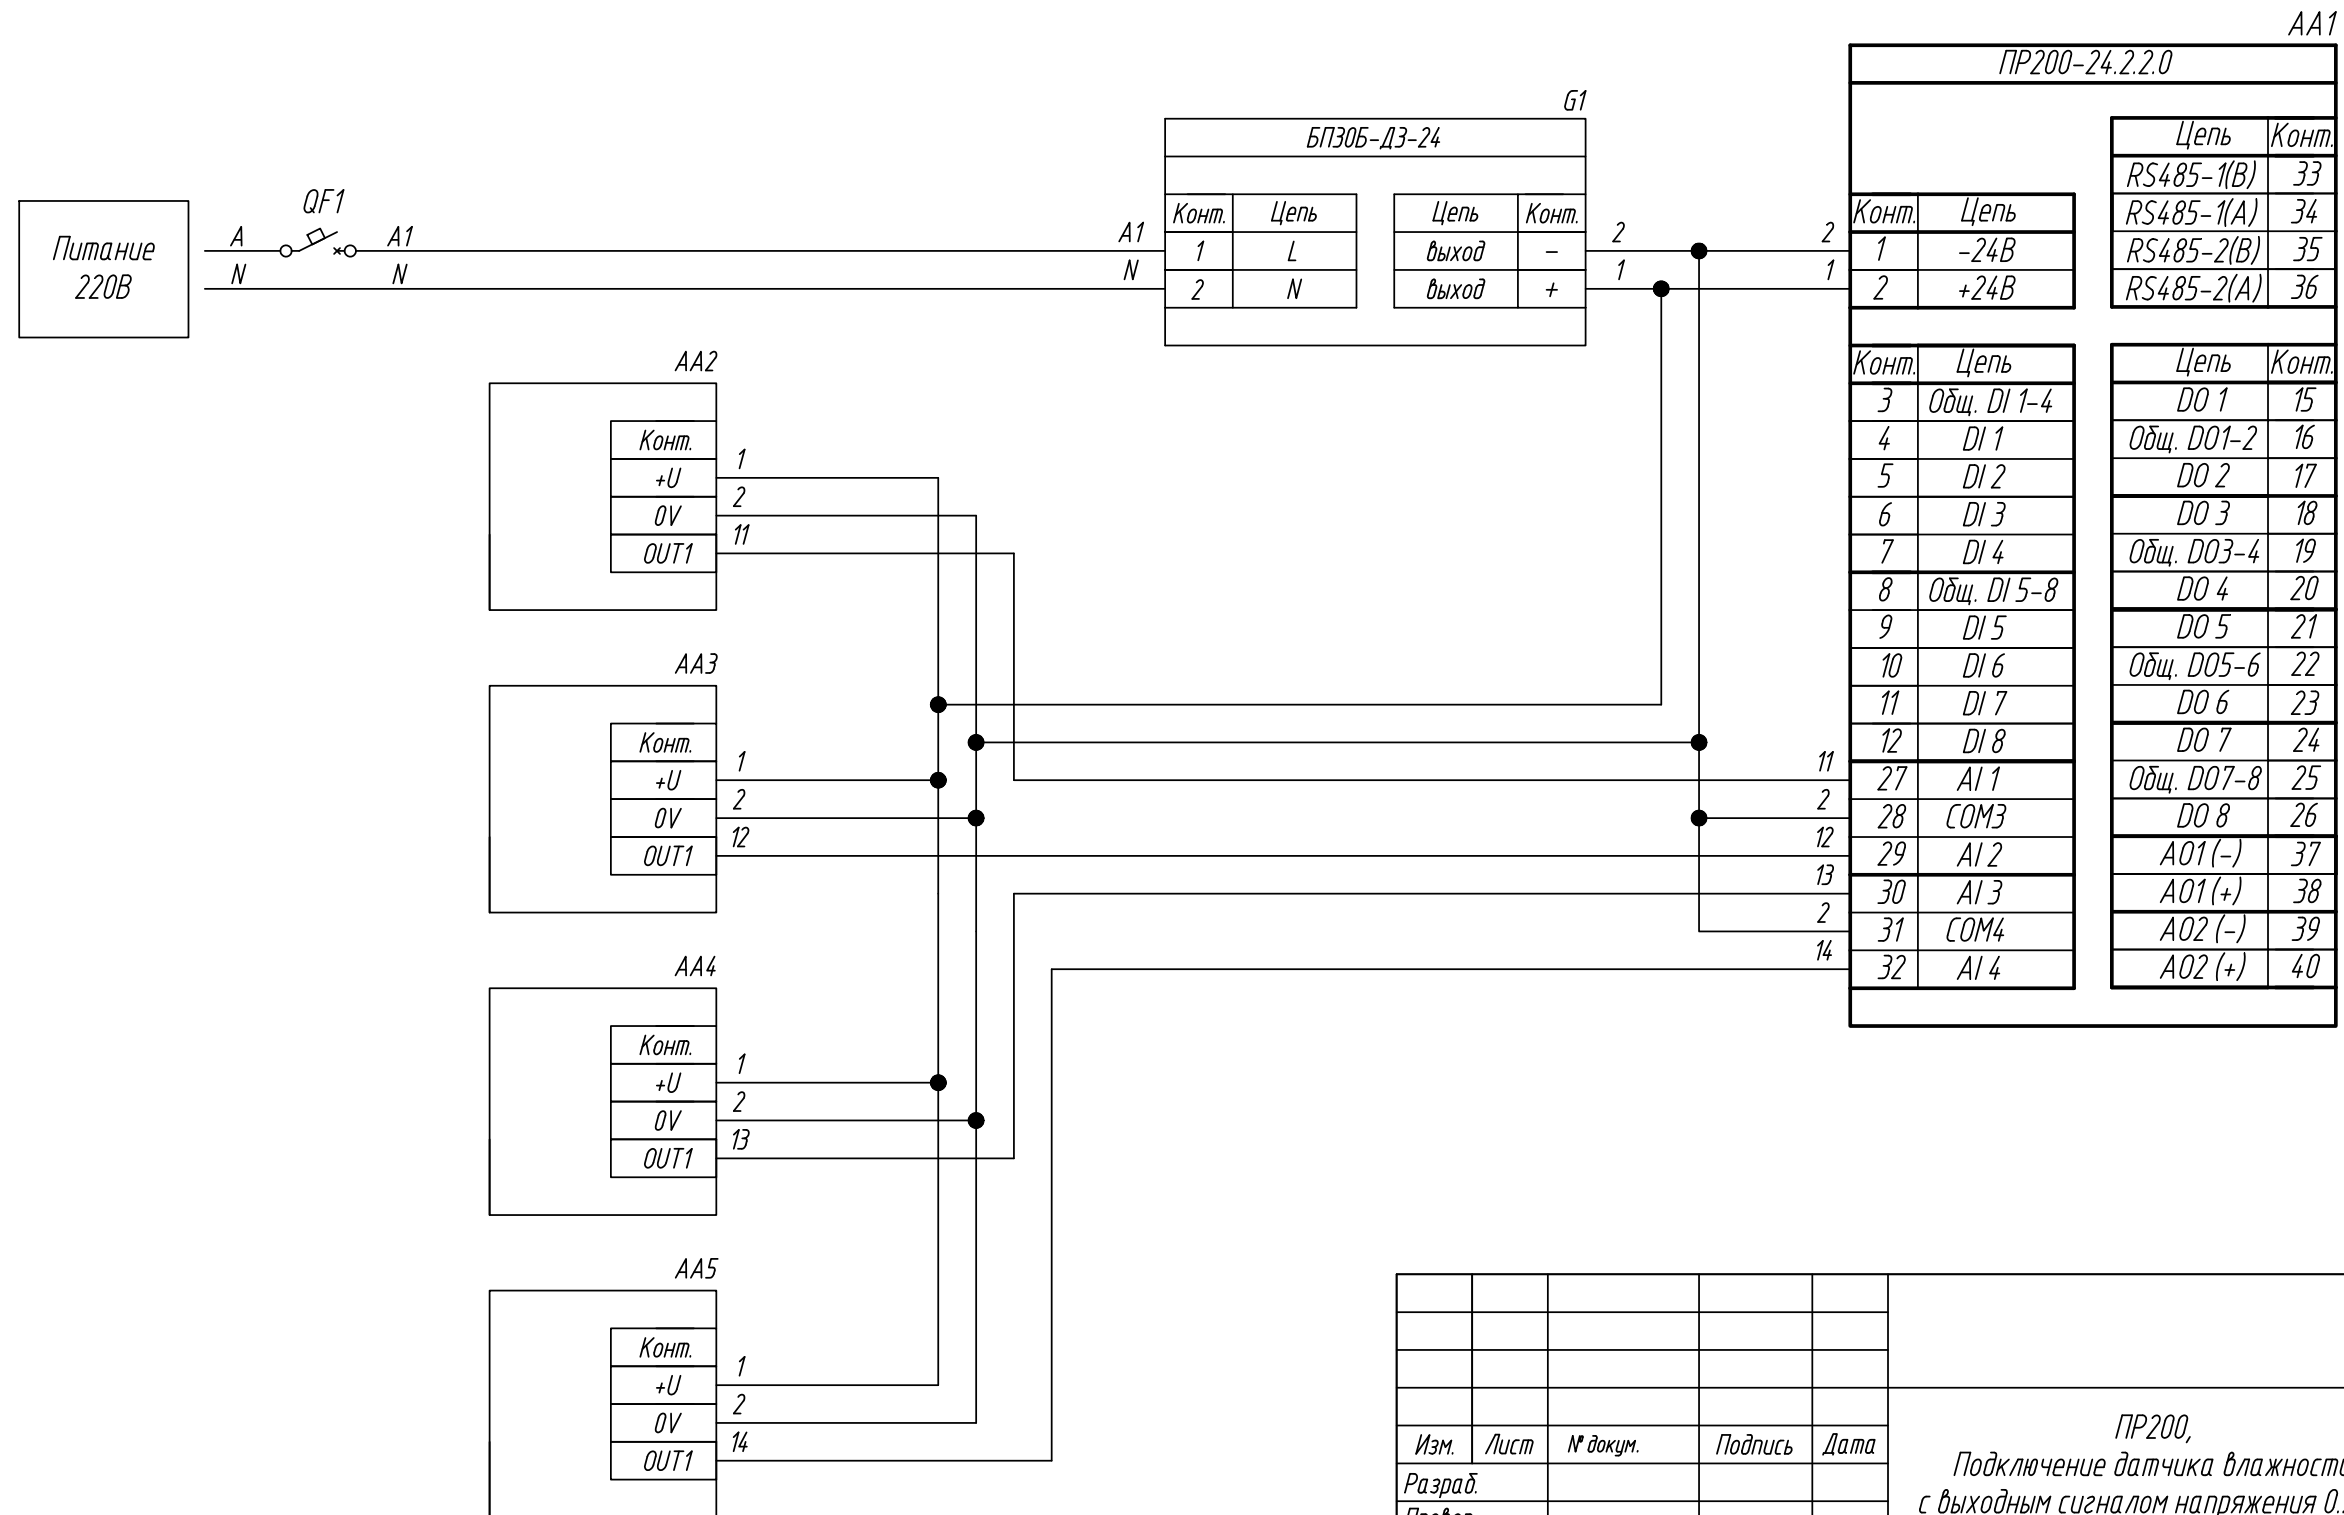 AA1
ПР200-24.2.2.0
Цепь Конт.
RS485-1(B) 33
RS485-1(A) 34
RS485-2(B) 35
RS485-2(A) 36
Конт. Цепь
1 -24В
2 +24В
Конт. Цепь
3 Общ. DI 1-4
4 DI 1
5 DI 2
6 DI 3
7 DI 4
8 Общ. DI 5-8
9 DI 5
10 DI 6
11 DI 7
12 DI 8
27 AI 1
28 COM3
29 AI 2
30 AI 3
31 COM4
32 AI 4
Цепь Конт.
DO 1 15
Общ. DO1-2 16
DO 2 17
DO 3 18
Общ. DO3-4 19
DO 4 20
DO 5 21
Общ. DO5-6 22
DO 6 23
DO 7 24
Общ. DO7-8 25
DO 8 26
AO1 (-) 37
AO1 (+) 38
AO2 (-) 39
AO2 (+) 40
2
1
11
2
12
13
2
14
G1
БП30Б-Д3-24
Конт. Цепь
1 L
2 N
Цепь Конт.
выход -
выход +
A1
N
2
1
Питание
220В
QF1
A
N
A1
N
AA2
Конт.
+U
0V
OUT1
1
2
11
AA3
Конт.
+U
0V
OUT1
1
2
12
AA4
Конт.
+U
0V
OUT1
1
2
13
AA5
Конт.
+U
0V
OUT1
1
2
14
Изм. Лист № докум. Подпись Дата
Разраб.
ПР200,
Подключение датчика влажности
с выходным сигналом напряжения